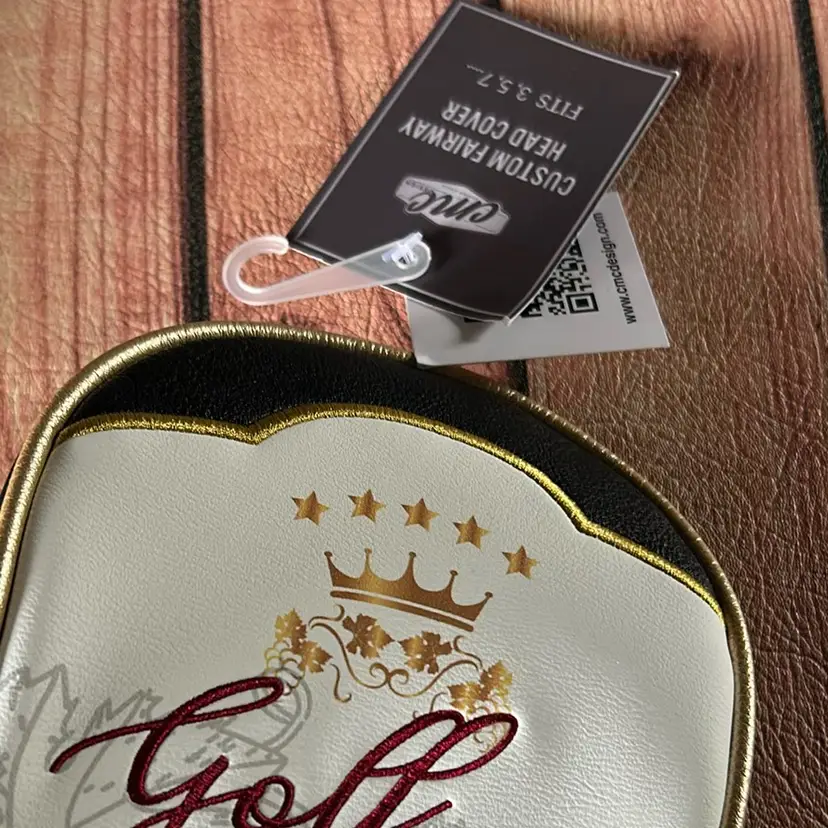 cmc
CUSTOM FAIRWAY
HEAD COVER
FITS 3, 5, 7...
www.cmcdesign.com
Golf